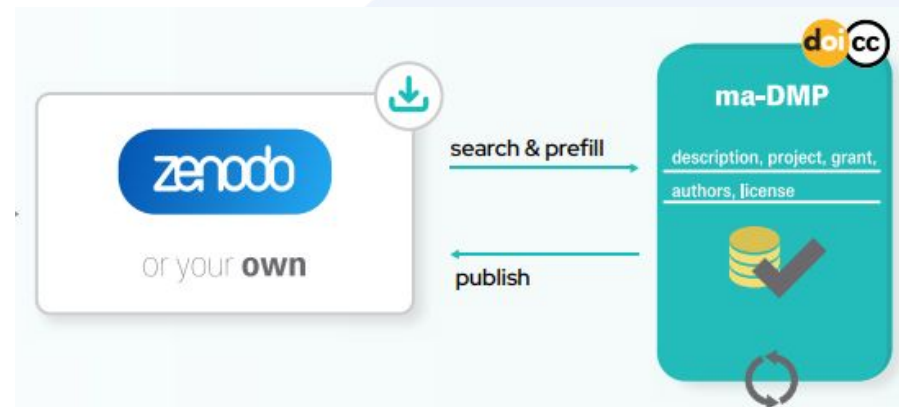 doi cc
ma-DMP
zenodo
or your own
search & prefill
publish
description, project, grant,
authors, license